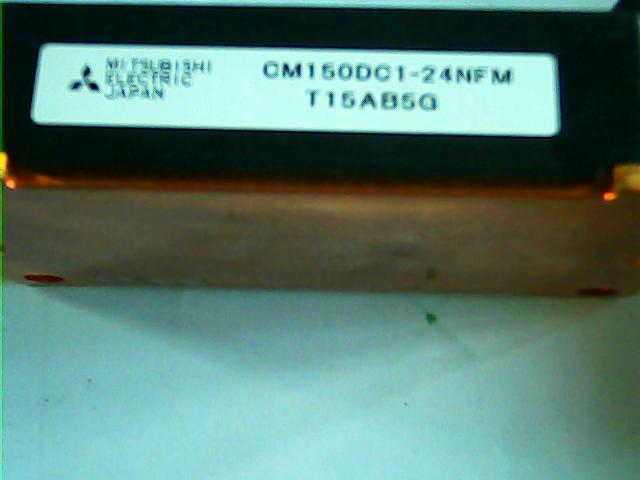 MITSUBISHI
ELECTRIC
JAPAN
CM150DC1-24NFM
T15AB5G